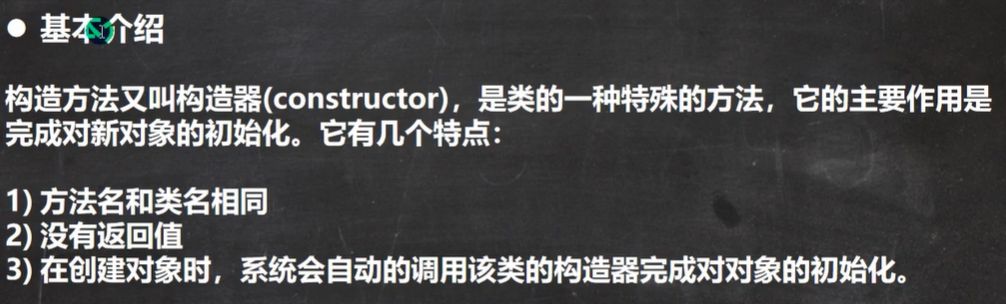 ● 基本介绍
构造方法又叫构造器(constructor)，是类的一种特殊的方法，它的主要作用是
完成对新对象的初始化。它有几个特点：
1) 方法名和类名相同
2) 没有返回值
3) 在创建对象时，系统会自动的调用该类的构造器完成对对象的初始化。